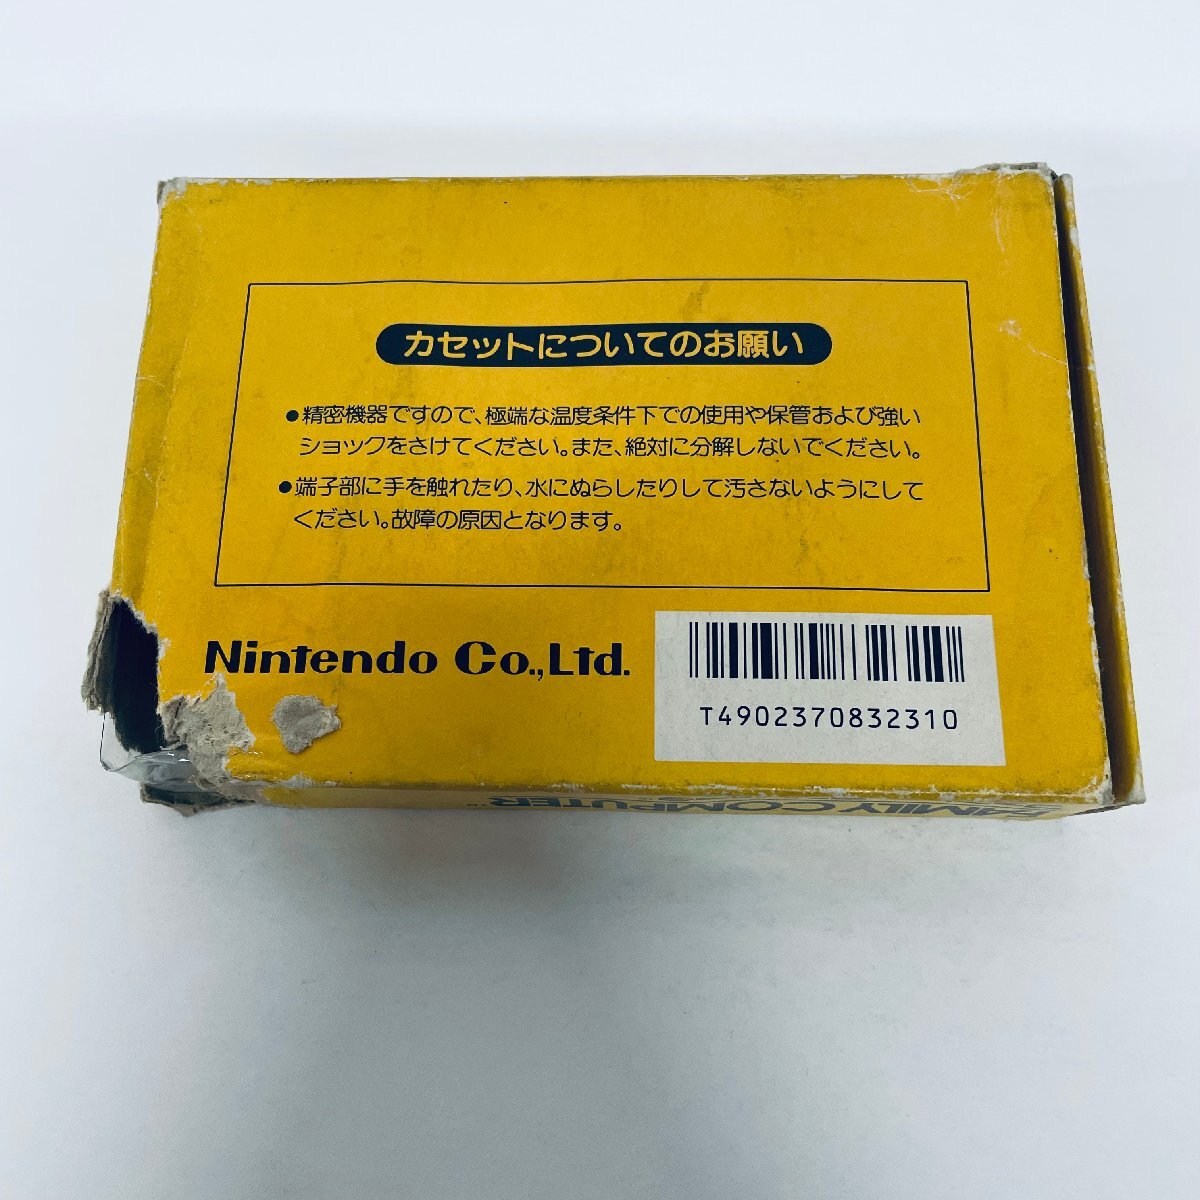 カセットについてのお願い
●精密機器ですので、極端な温度条件下での使用や保管および強い
ショックをさけてください。また、絶対に分解しないでください。
●端子部に手を触れたり、水にぬらしたりして汚さないようにして
ください。故障の原因となります。
Nintendo Co.,Ltd.
T4902370832310
FAMILY COMPUTER